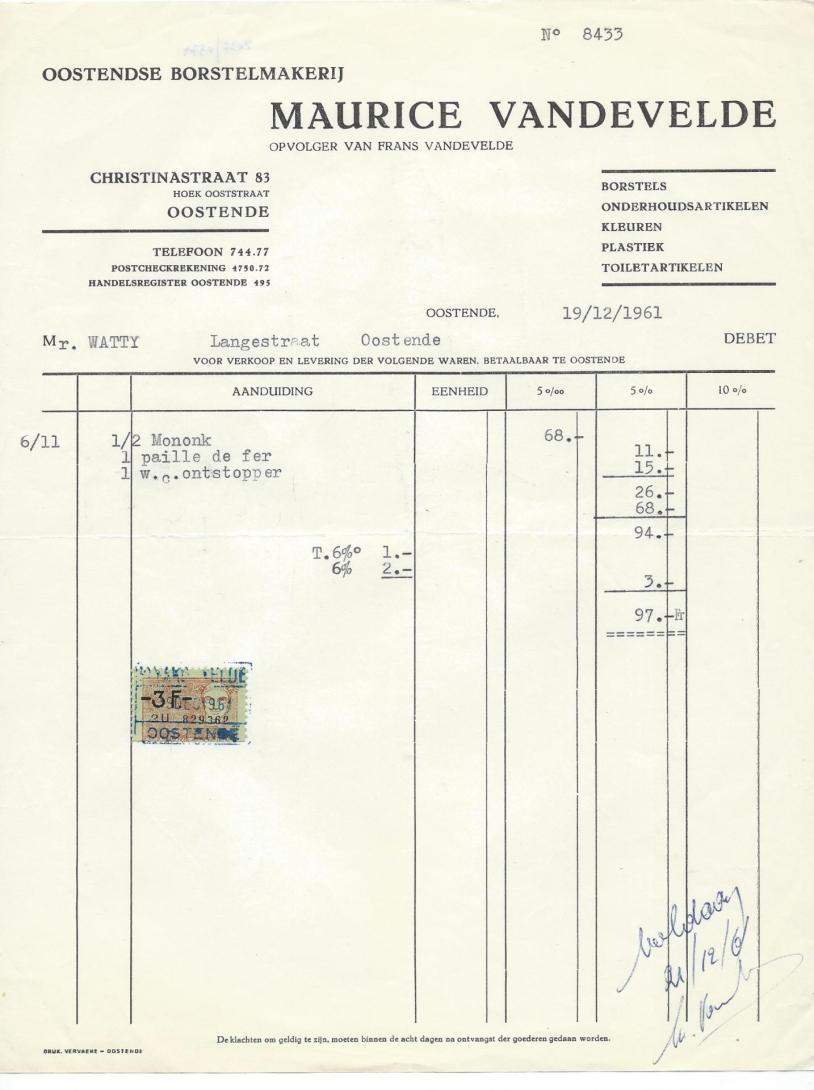 Nº 8433
OOSTENDSE BORSTELMAKERIJ
MAURICE VANDEVELDE
OPVOLGER VAN FRANS VANDEVELDE
CHRISTINASTRAAT 83
HOEK OOSTSTRAAT
OOSTENDE
TELEFOON 744.77
POSTCHECKREKENING 4750.72
HANDELSREGISTER OOSTENDE 495
BORSTELS
ONDERHOUDSARTIKELEN
KLEUREN
PLASTIEK
TOILETARTIKELEN
OOSTENDE, 19/12/1961
Mr. WATTY Langestraat Oostende DEBET
VOOR VERKOOP EN LEVERING DER VOLGENDE WAREN, BETAALBAAR TE OOSTENDE
AANDUIDING EENHEID 5 º/ºº 5 º/º 10 º/º
6/11 1/2 Mononk 68.-
1 paille de fer 11.-
1 w.c.ontstopper 15.-
26.-
68.-
94.-
T.6%º 1.-
6% 2.-
3.-
97.-Fr
========
-3F-
2U 829362
OOSTENDE
voldaan
21/12/61
De klachten om geldig te zijn, moeten binnen de acht dagen na ontvangst der goederen gedaan worden.
DRUK. VERVAEKE - OOSTENDE